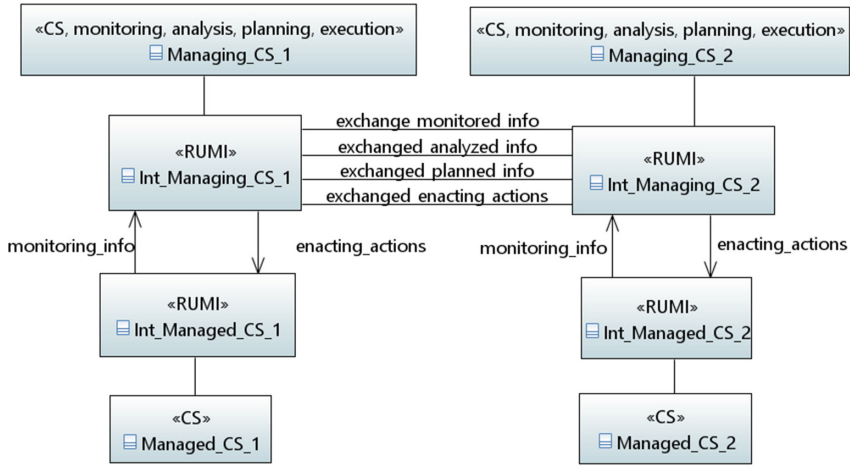 «CS, monitoring, analysis, planning, execution»
Managing_CS_1
«CS, monitoring, analysis, planning, execution»
Managing_CS_2
«RUMI»
Int_Managing_CS_1
exchange monitored info
exchanged analyzed info
exchanged planned info
exchanged enacting actions
«RUMI»
Int_Managing_CS_2
monitoring_info
enacting_actions
monitoring_info
enacting_actions
«RUMI»
Int_Managed_CS_1
«RUMI»
Int_Managed_CS_2
«CS»
Managed_CS_1
«CS»
Managed_CS_2